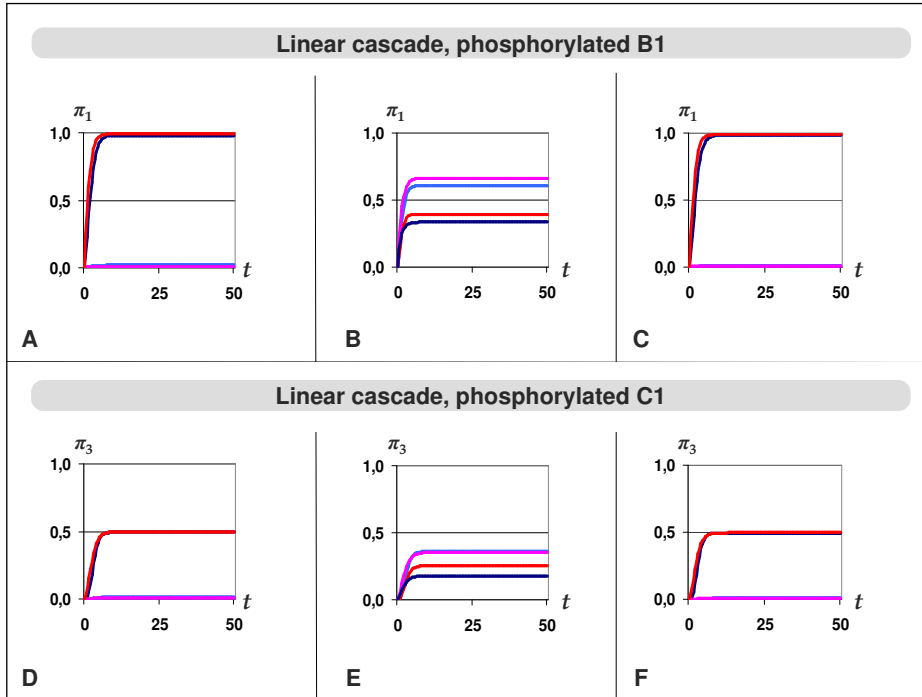 Linear cascade, phosphorylated B1
π₁ π₁ π₁
1,0 1,0 1,0
0,5 0,5 0,5
0,0 0,0 0,0
t t t
0 25 50 0 25 50 0 25 50
A B C
Linear cascade, phosphorylated C1
π₃ π₃ π₃
1,0 1,0 1,0
0,5 0,5 0,5
0,0 0,0 0,0
t t t
0 25 50 0 25 50 0 25 50
D E F